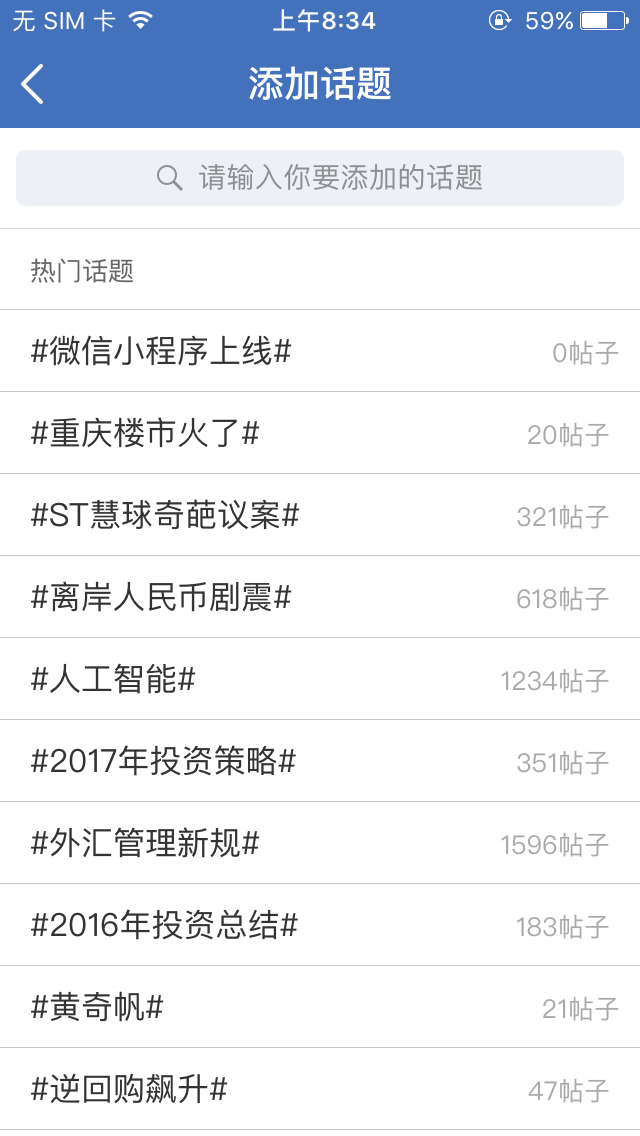 无 SIM 卡 上午8:34 59%
添加话题
请输入你要添加的话题
热门话题
#微信小程序上线# 0帖子
#重庆楼市火了# 20帖子
#ST慧球奇葩议案# 321帖子
#离岸人民币剧震# 618帖子
#人工智能# 1234帖子
#2017年投资策略# 351帖子
#外汇管理新规# 1596帖子
#2016年投资总结# 183帖子
#黄奇帆# 21帖子
#逆回购飙升# 47帖子